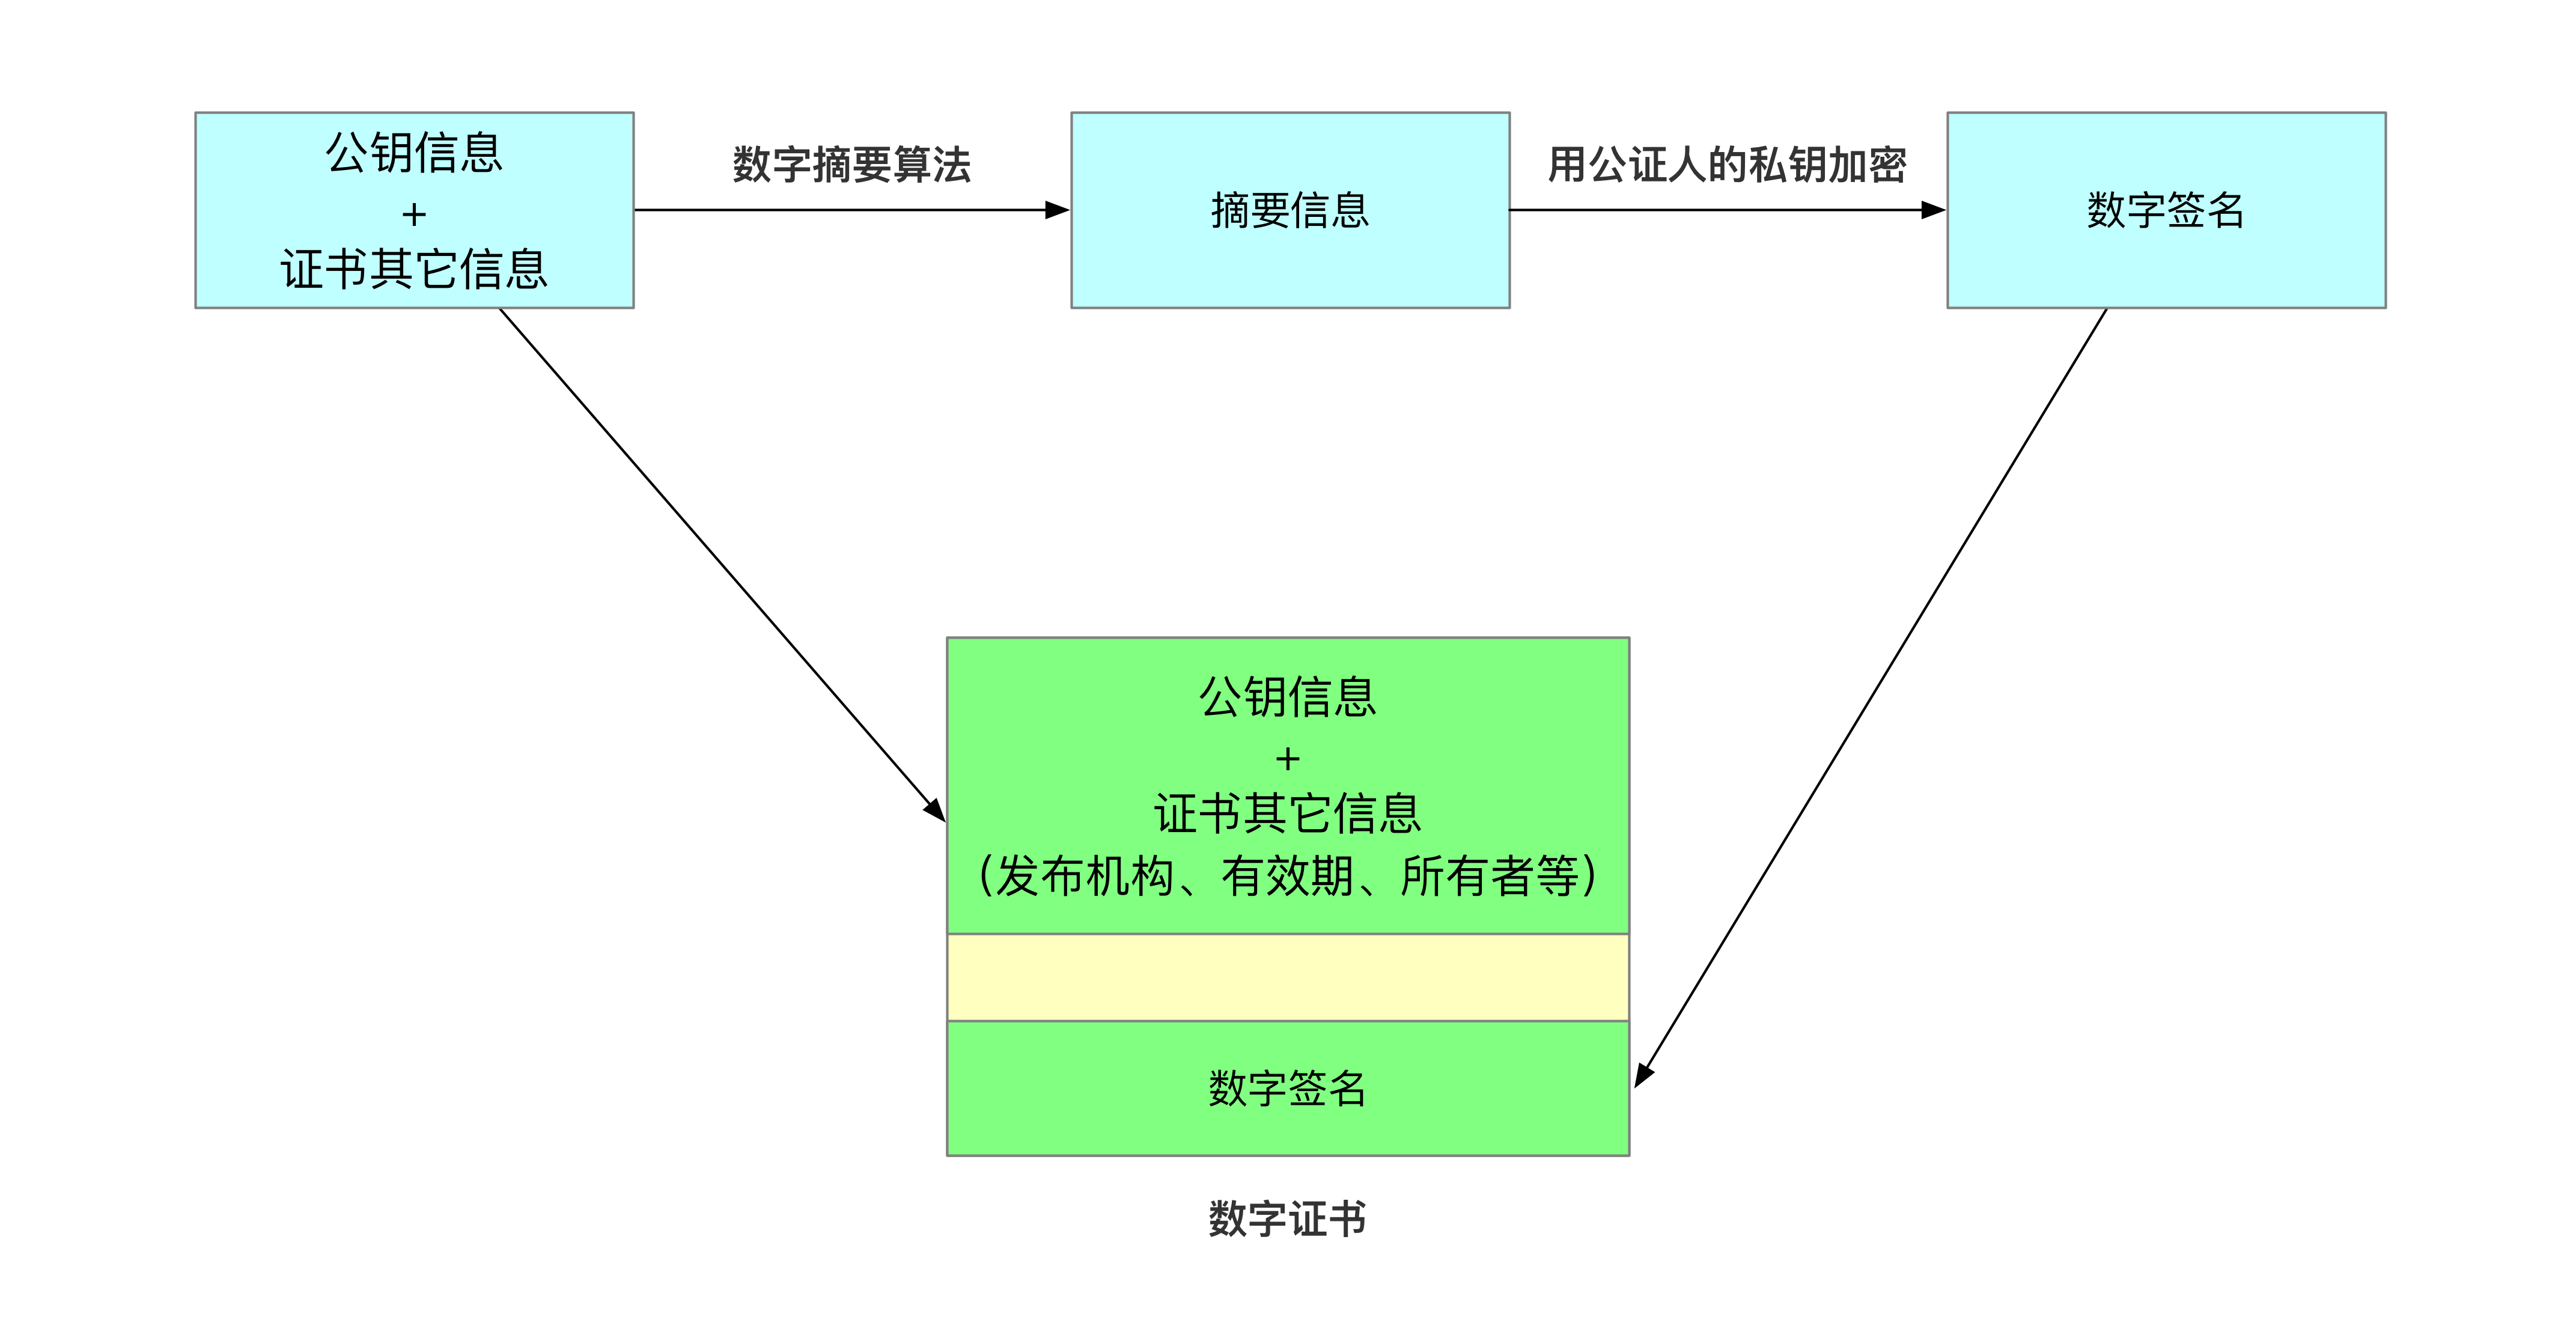 公钥信息
+
证书其它信息
数字摘要算法
摘要信息
用公证人的私钥加密
数字签名
公钥信息
+
证书其它信息
(发布机构、有效期、所有者等)
数字签名
数字证书